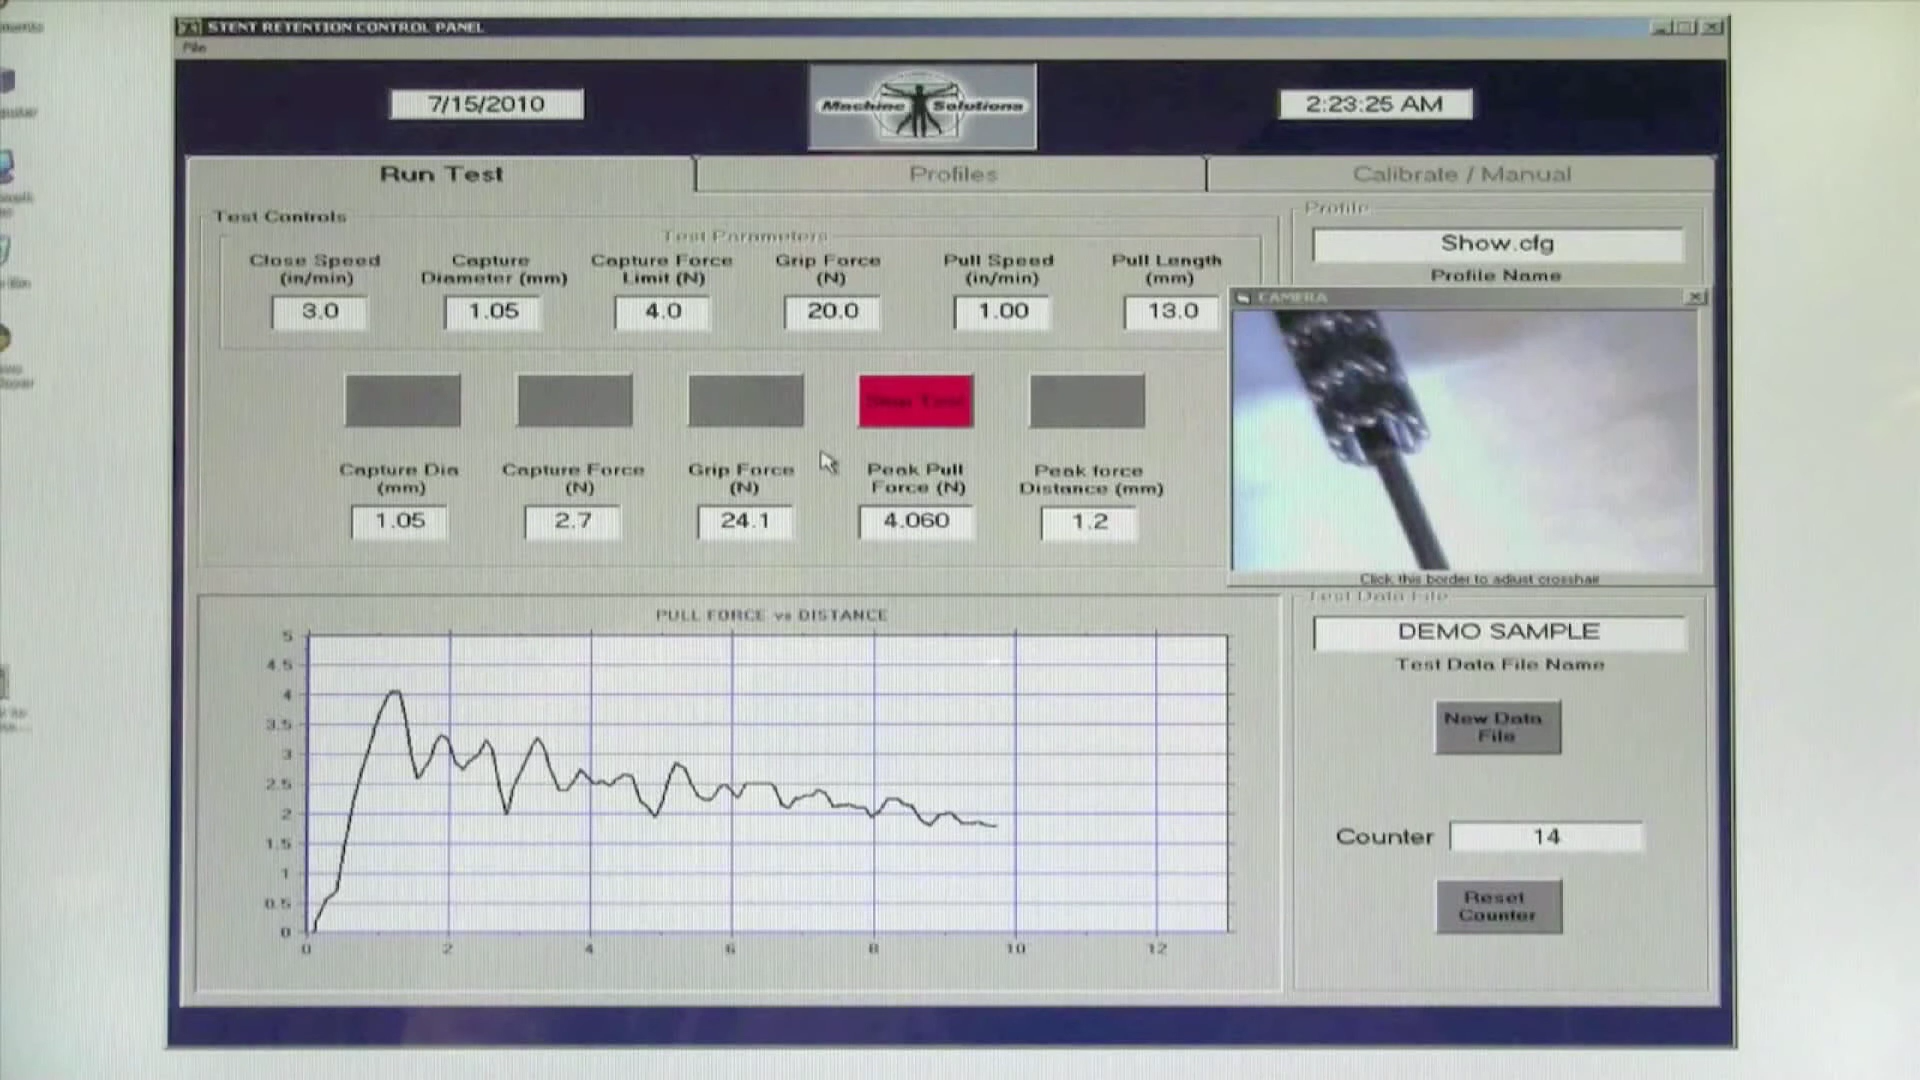 STENT RETENTION CONTROL PANEL
File
7/15/2010
Machine Solutions
2:23:25 AM
Run Test
Profiles
Calibrate / Manual
Test Controls
Test Parameters
Close Speed
(in/min)
3.0
Capture
Diameter (mm)
1.05
Capture Force
Limit (N)
4.0
Grip Force
(N)
20.0
Pull Speed
(in/min)
1.00
Pull Length
(mm)
13.0
Profile
Show.cfg
Profile Name
CAMERA
Click this border to adjust crosshair
Stop Test
Capture Dia
(mm)
1.05
Capture Force
(N)
2.7
Grip Force
(N)
24.1
Peak Pull
Force (N)
4.060
Peak force
Distance (mm)
1.2
PULL FORCE vs DISTANCE
5
4.5
4
3.5
3
2.5
2
1.5
1
0.5
0
0 2 4 6 8 10 12
Test Data File
DEMO SAMPLE
Test Data File Name
New Data
File
Counter 14
Reset
Counter